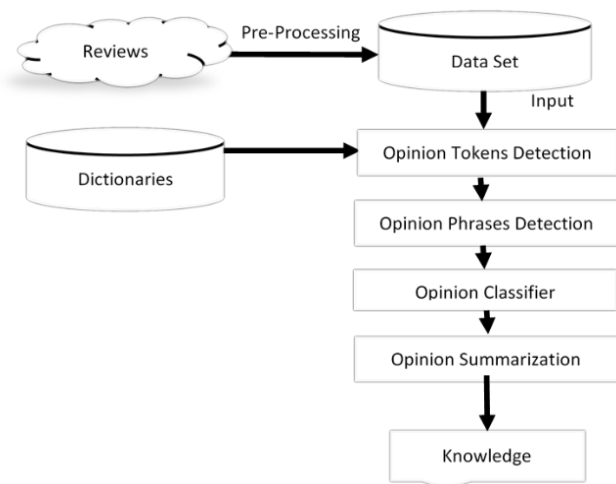 Reviews
Pre-Processing
Data Set
Input
Dictionaries
Opinion Tokens Detection
Opinion Phrases Detection
Opinion Classifier
Opinion Summarization
Knowledge